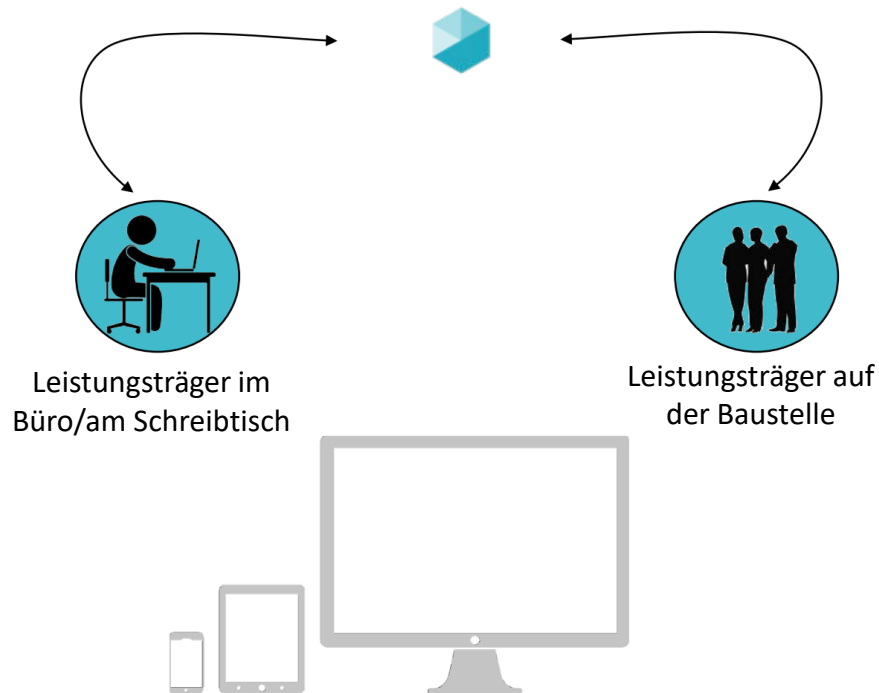 Leistungsträger im
Büro/am Schreibtisch
Leistungsträger auf
der Baustelle